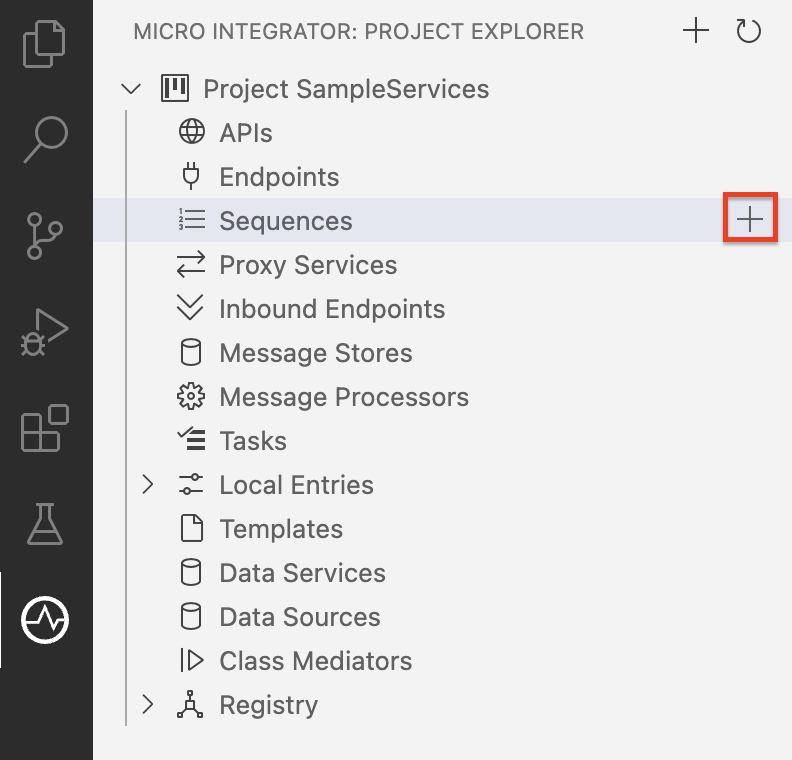 MICRO INTEGRATOR: PROJECT EXPLORER
Project SampleServices
APIs
Endpoints
Sequences
Proxy Services
Inbound Endpoints
Message Stores
Message Processors
Tasks
Local Entries
Templates
Data Services
Data Sources
Class Mediators
Registry